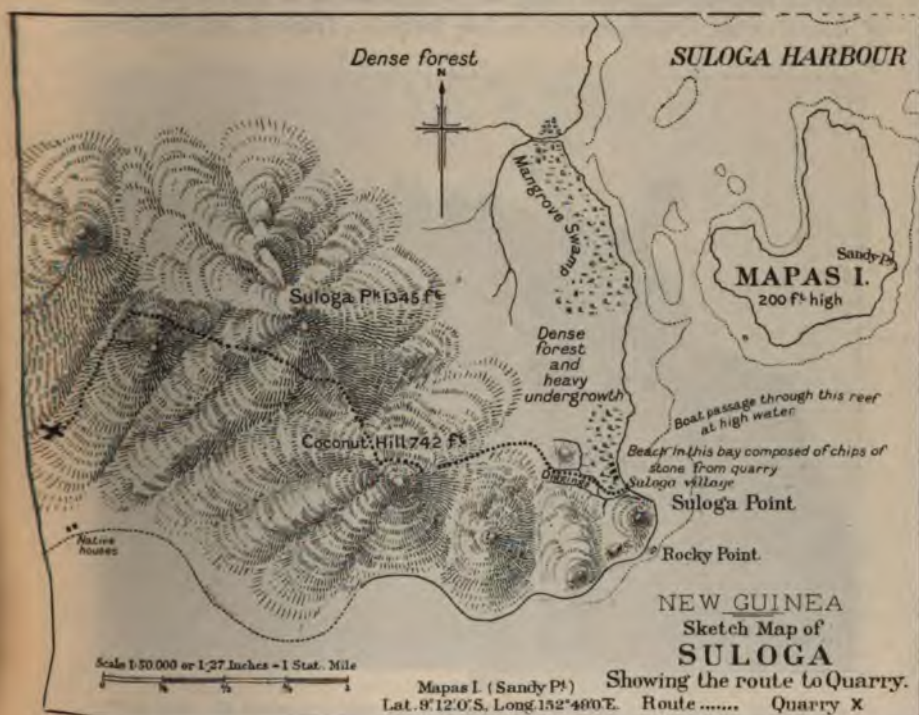 Dense forest
SULOGA HARBOUR
N
Mangrove Swamp
Sandy Pt.
MAPAS I.
200 ft. high
Suloga Pk. 1345 ft.
Dense
forest
and
heavy
undergrowth
Boat passage through this reef
at high water
Coconut Hill 742 ft.
Beach in this bay composed of chips of
stone from quarry
Suloga village
Suloga Point
Rocky Point
Native
houses
NEW GUINEA
Sketch Map of
SULOGA
Showing the route to Quarry.
Route ....... Quarry X
Scale 1:50.000 or 1·27 Inches = 1 Stat. Mile
Mapas I. (Sandy Pt.)
Lat. 9°12'0"S. Long. 152°49'0"E.